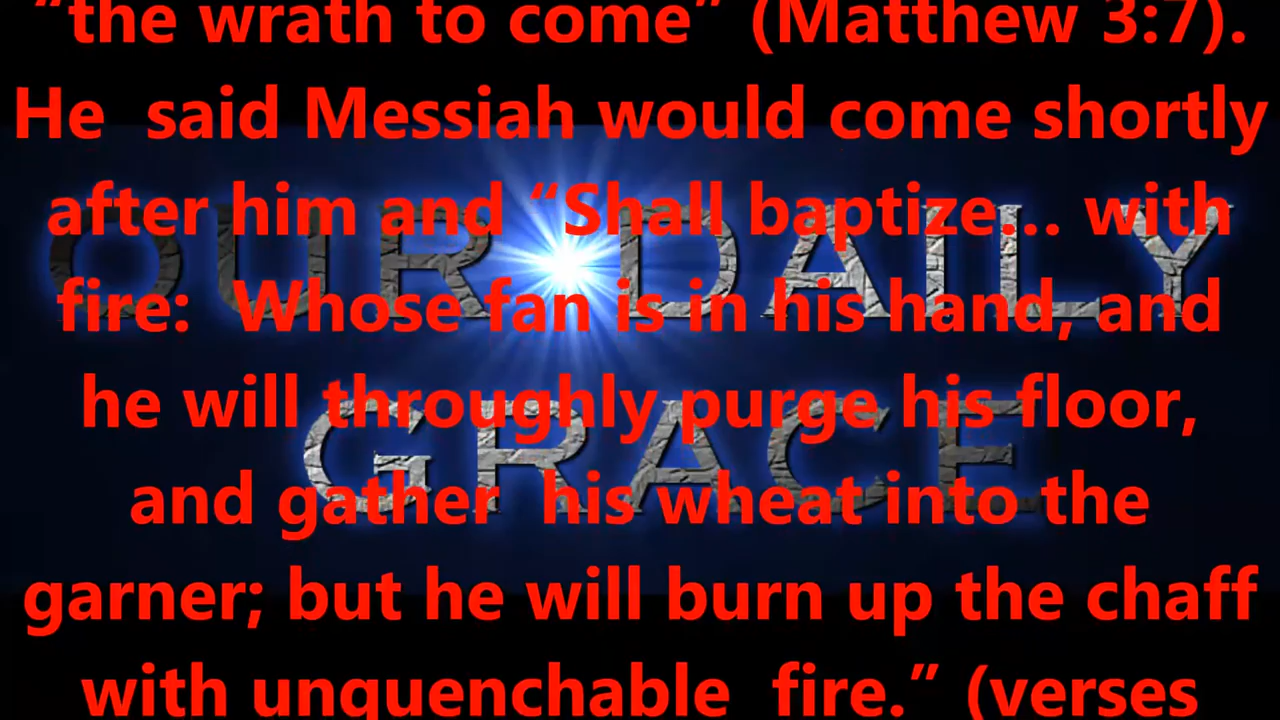 “the wrath to come” (Matthew 3:7).
He said Messiah would come shortly
after him and “Shall baptize... with
fire: Whose fan is in his hand, and
he will throughly purge his floor,
and gather his wheat into the
garner; but he will burn up the chaff
with unquenchable fire.” (verses
OUR DAILY
GRACE